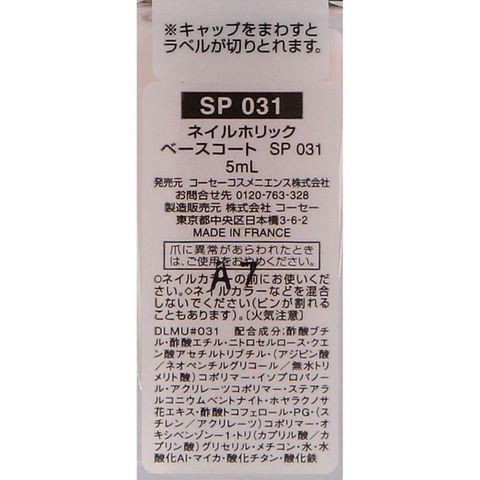 ※キャップをまわすと
ラベルが切りとれます。
SP 031
ネイルホリック
ベースコート SP 031
5mL
発売元 コーセーコスメニエンス株式会社
お問合せ先 0120-763-328
製造販売元 株式会社 コーセー
東京都中央区日本橋3-6-2
MADE IN FRANCE
爪に異常があらわれたとき
は、ご使用をおやめください。
A7
◇ネイルカラーの前にお使いくだ
さい。◇ネイルカラーなどを混合
しないでください(ビンが割れる
こともあります)。〔火気注意〕
DLMU#031 配合成分:酢酸ブチ
ル・酢酸エチル・ニトロセルロース・クエ
ン酸アセチルトリブチル・(アジピン酸
/ネオペンチルグリコール/無水トリ
メリト酸)コポリマー・イソプロパノー
ル・アクリレーツコポリマー・ステアラ
ルコニウムベントナイト・ホヤラクノサ
花エキス・酢酸トコフェロール・PG・(ス
チレン/アクリレーツ)コポリマー・オ
キシベンゾン-1・トリ(カプリル酸/カ
プリン酸)グリセリル・メチコン・水・水
酸化Al・マイカ・酸化チタン・酸化鉄